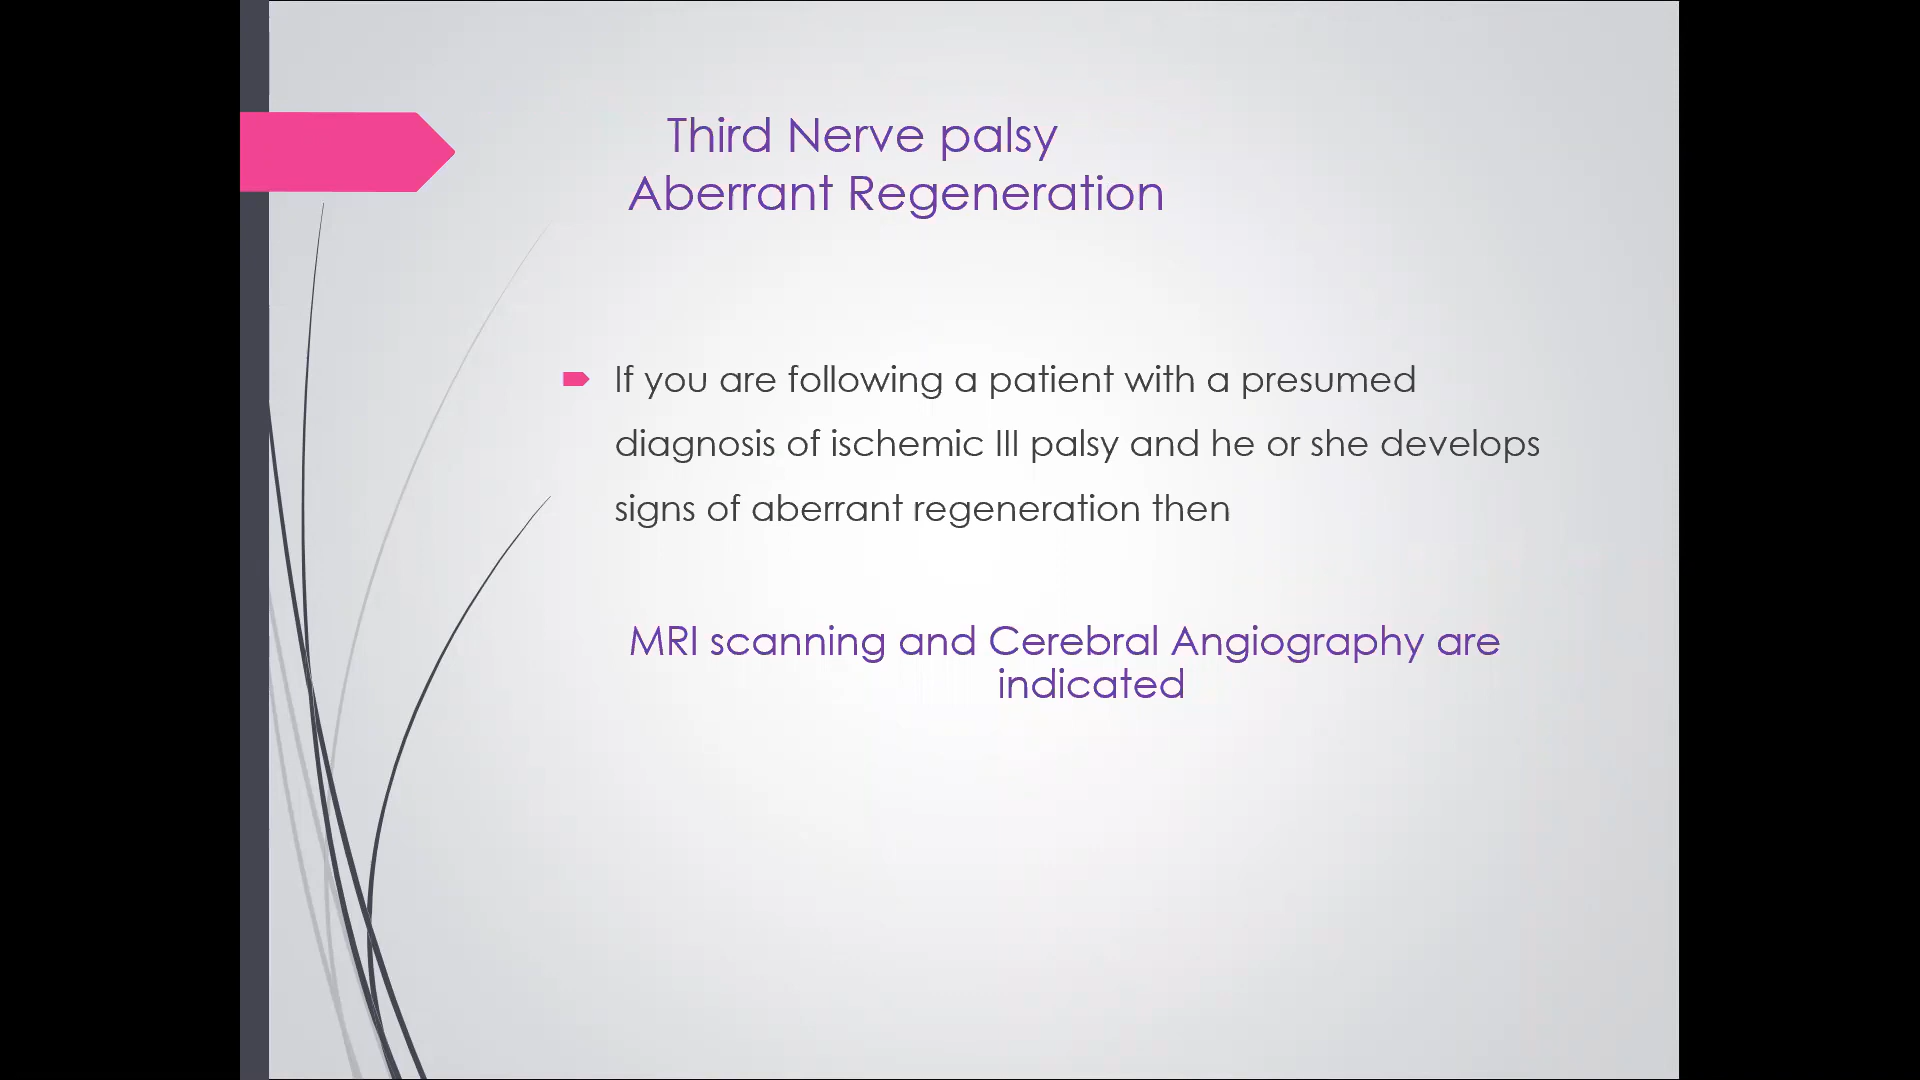 Third Nerve palsy
Aberrant Regeneration
If you are following a patient with a presumed
diagnosis of ischemic III palsy and he or she develops
signs of aberrant regeneration then
MRI scanning and Cerebral Angiography are
indicated